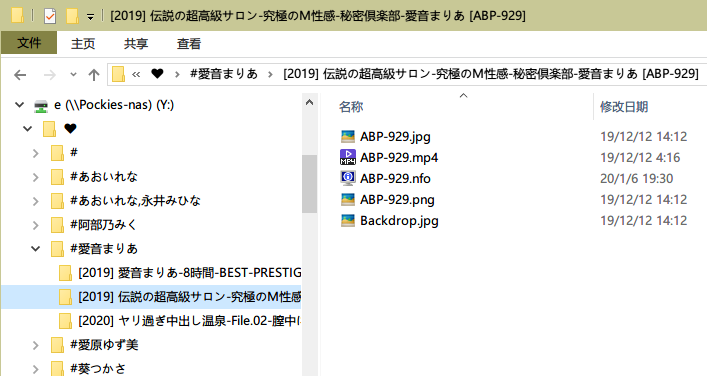 [2019] 伝説の超高級サロン-究極のM性感-秘密倶楽部-愛音まりあ [ABP-929]
文件 主页 共享 查看
« ♥ › #愛音まりあ › [2019] 伝説の超高級サロン-究極のM性感-秘密倶楽部-愛音まりあ [ABP-929]
e (\\Pockies-nas) (Y:)
♥
#
#あおいれな
#あおいれな,永井みひな
#阿部乃みく
#愛音まりあ
[2019] 愛音まりあ-8時間-BEST-PRESTIG
[2019] 伝説の超高級サロン-究極のM性感
[2020] ヤリ過ぎ中出し温泉-File.02-膣中に
#愛原ゆず美
#葵つかさ
名称 修改日期
ABP-929.jpg 19/12/12 14:12
ABP-929.mp4 19/12/12 4:16
ABP-929.nfo 20/1/6 19:30
ABP-929.png 19/12/12 14:12
Backdrop.jpg 19/12/12 14:12